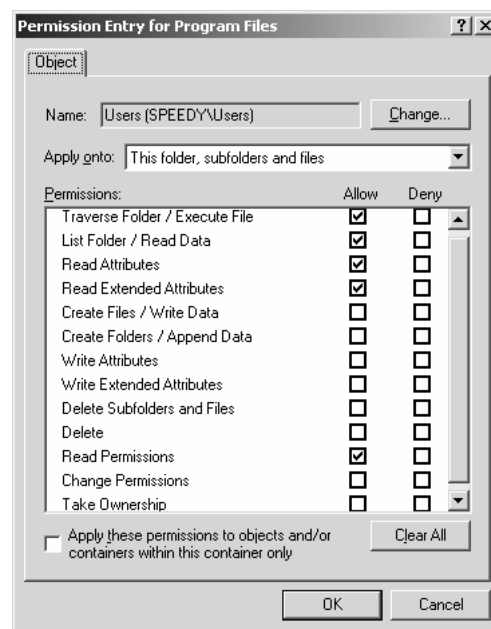 Permission Entry for Program Files
Object
Name: Users (SPEEDY\Users) Change...
Apply onto: This folder, subfolders and files
Permissions: Allow Deny
Traverse Folder / Execute File
List Folder / Read Data
Read Attributes
Read Extended Attributes
Create Files / Write Data
Create Folders / Append Data
Write Attributes
Write Extended Attributes
Delete Subfolders and Files
Delete
Read Permissions
Change Permissions
Take Ownership
Apply these permissions to objects and/or Clear All
containers within this container only
OK Cancel